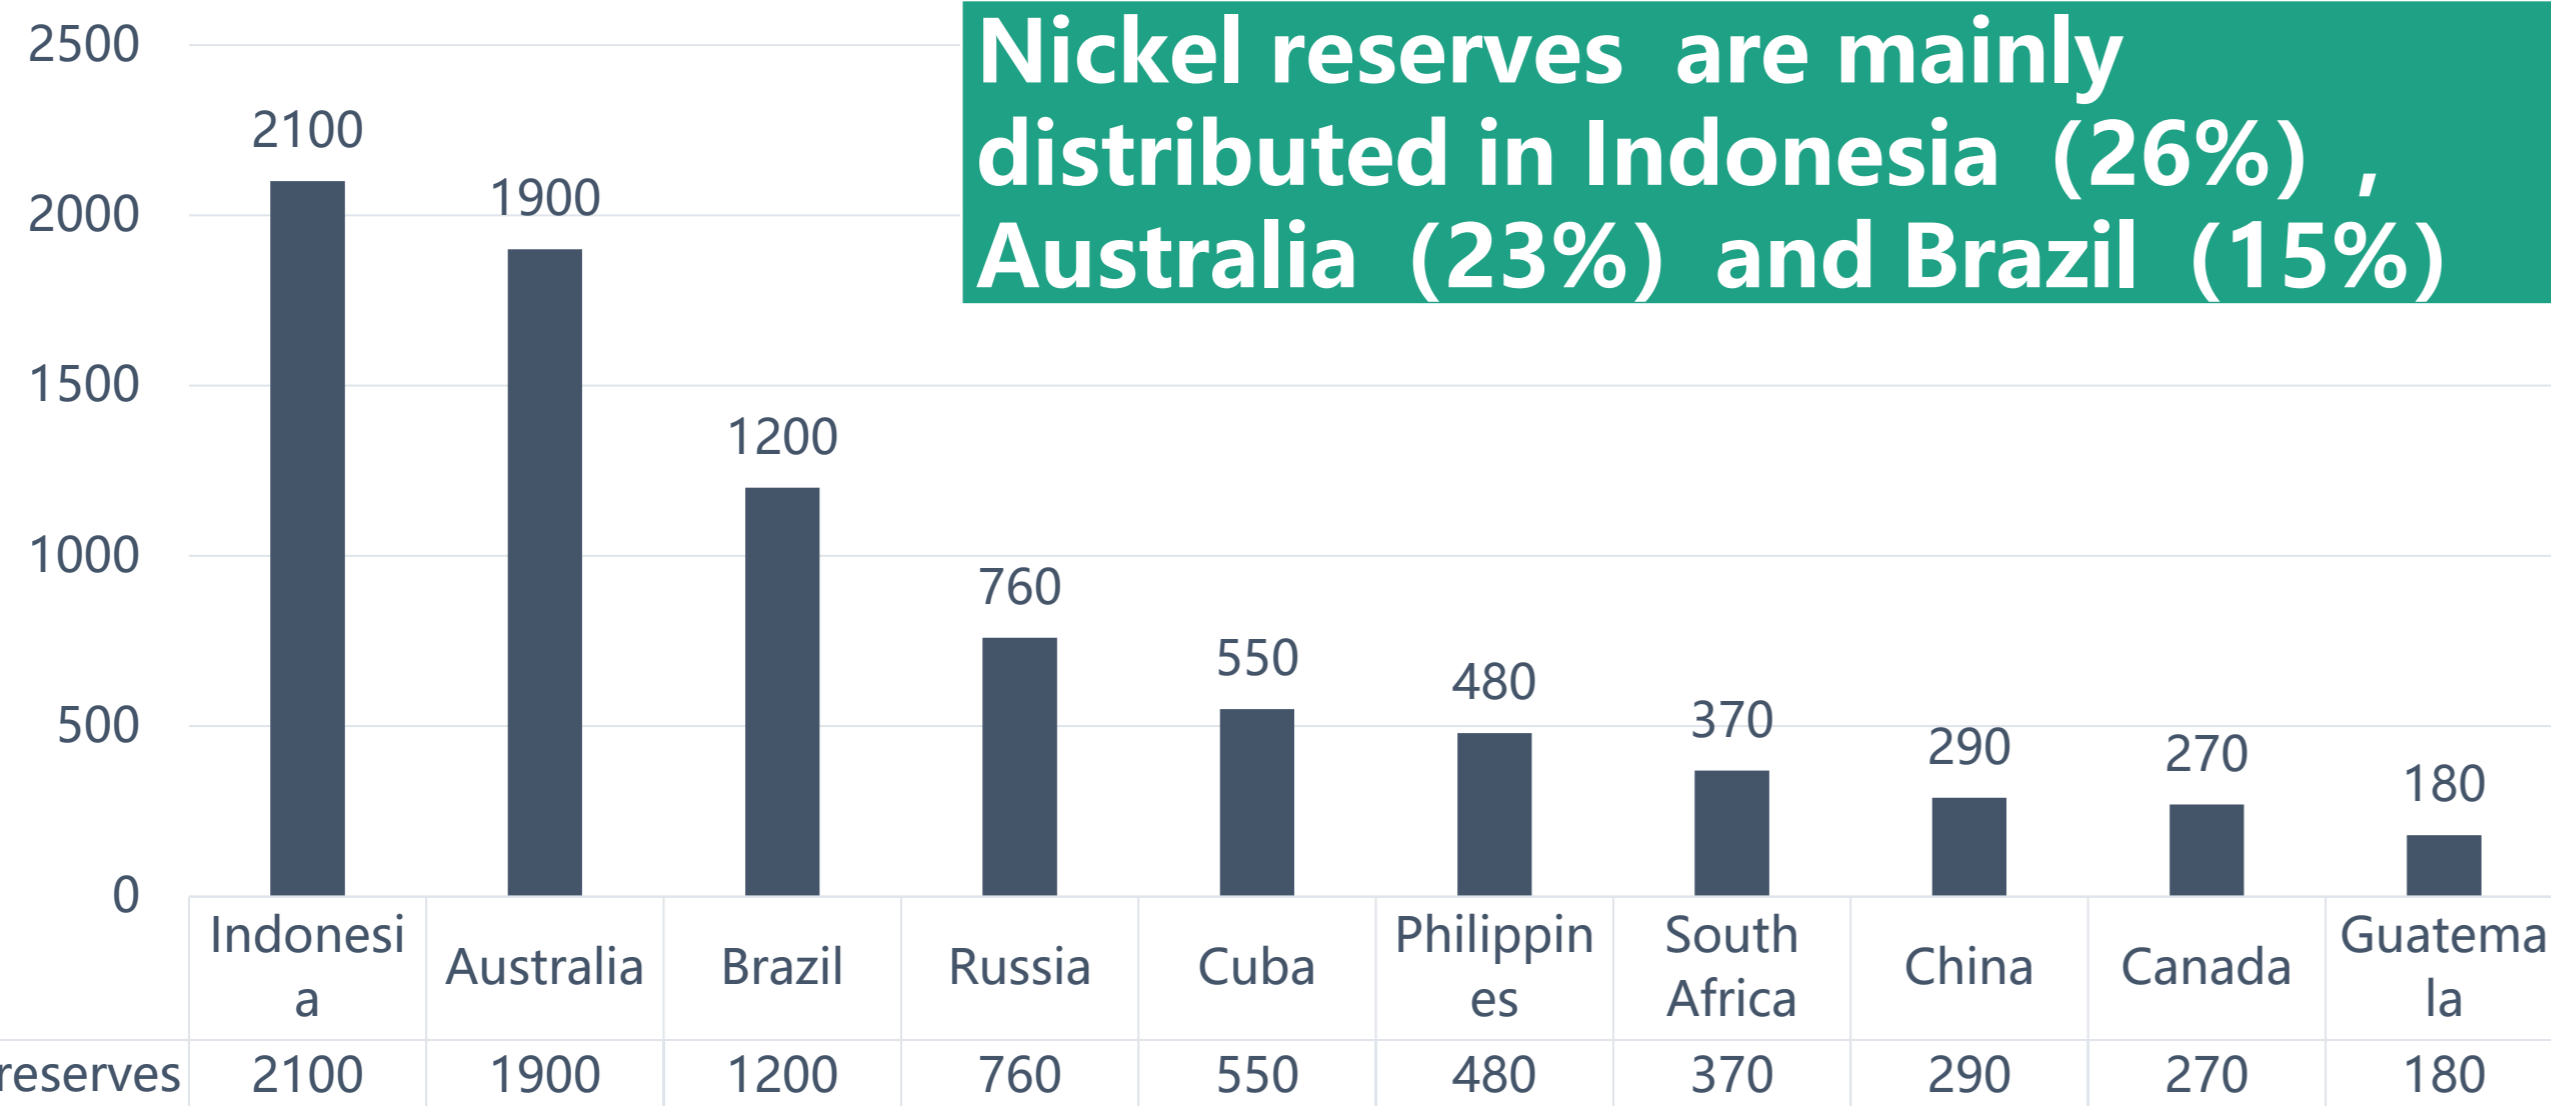 Nickel reserves  are mainly
distributed in Indonesia （26%）,
Australia （23%） and Brazil （15%）
2500
2000
1500
1000
500
0
2100
1900
1200
760
550
480
370
290
270
180
Indonesi
a
Australia
Brazil
Russia
Cuba
Philippin
es
South
Africa
China
Canada
Guatema
la
reserves 2100 1900 1200 760 550 480 370 290 270 180